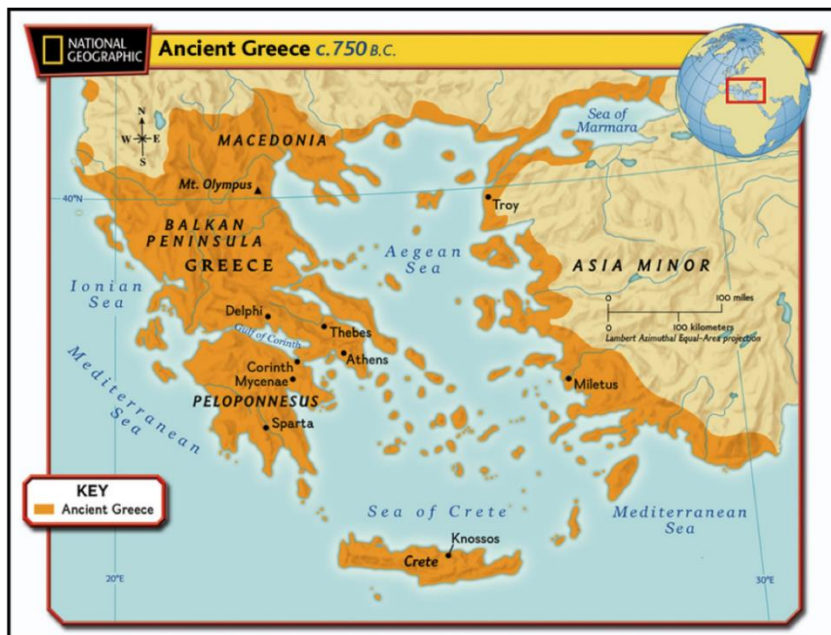 NATIONAL
GEOGRAPHIC
Ancient Greece c.750 B.C.
N
W E
S
MACEDONIA
Sea of
Marmara
Mt. Olympus
40°N
Troy
BALKAN
PENINSULA
GREECE
Aegean
Sea
ASIA MINOR
Ionian
Sea
0 100 miles
0 100 kilometers
Lambert Azimuthal Equal-Area projection
Delphi
Gulf of Corinth
Thebes
Athens
Corinth
Mycenae
Miletus
PELOPONNESUS
Sparta
Mediterranean
Sea
KEY
Ancient Greece
Sea of Crete
Mediterranean
Sea
Knossos
Crete
20°E
30°E